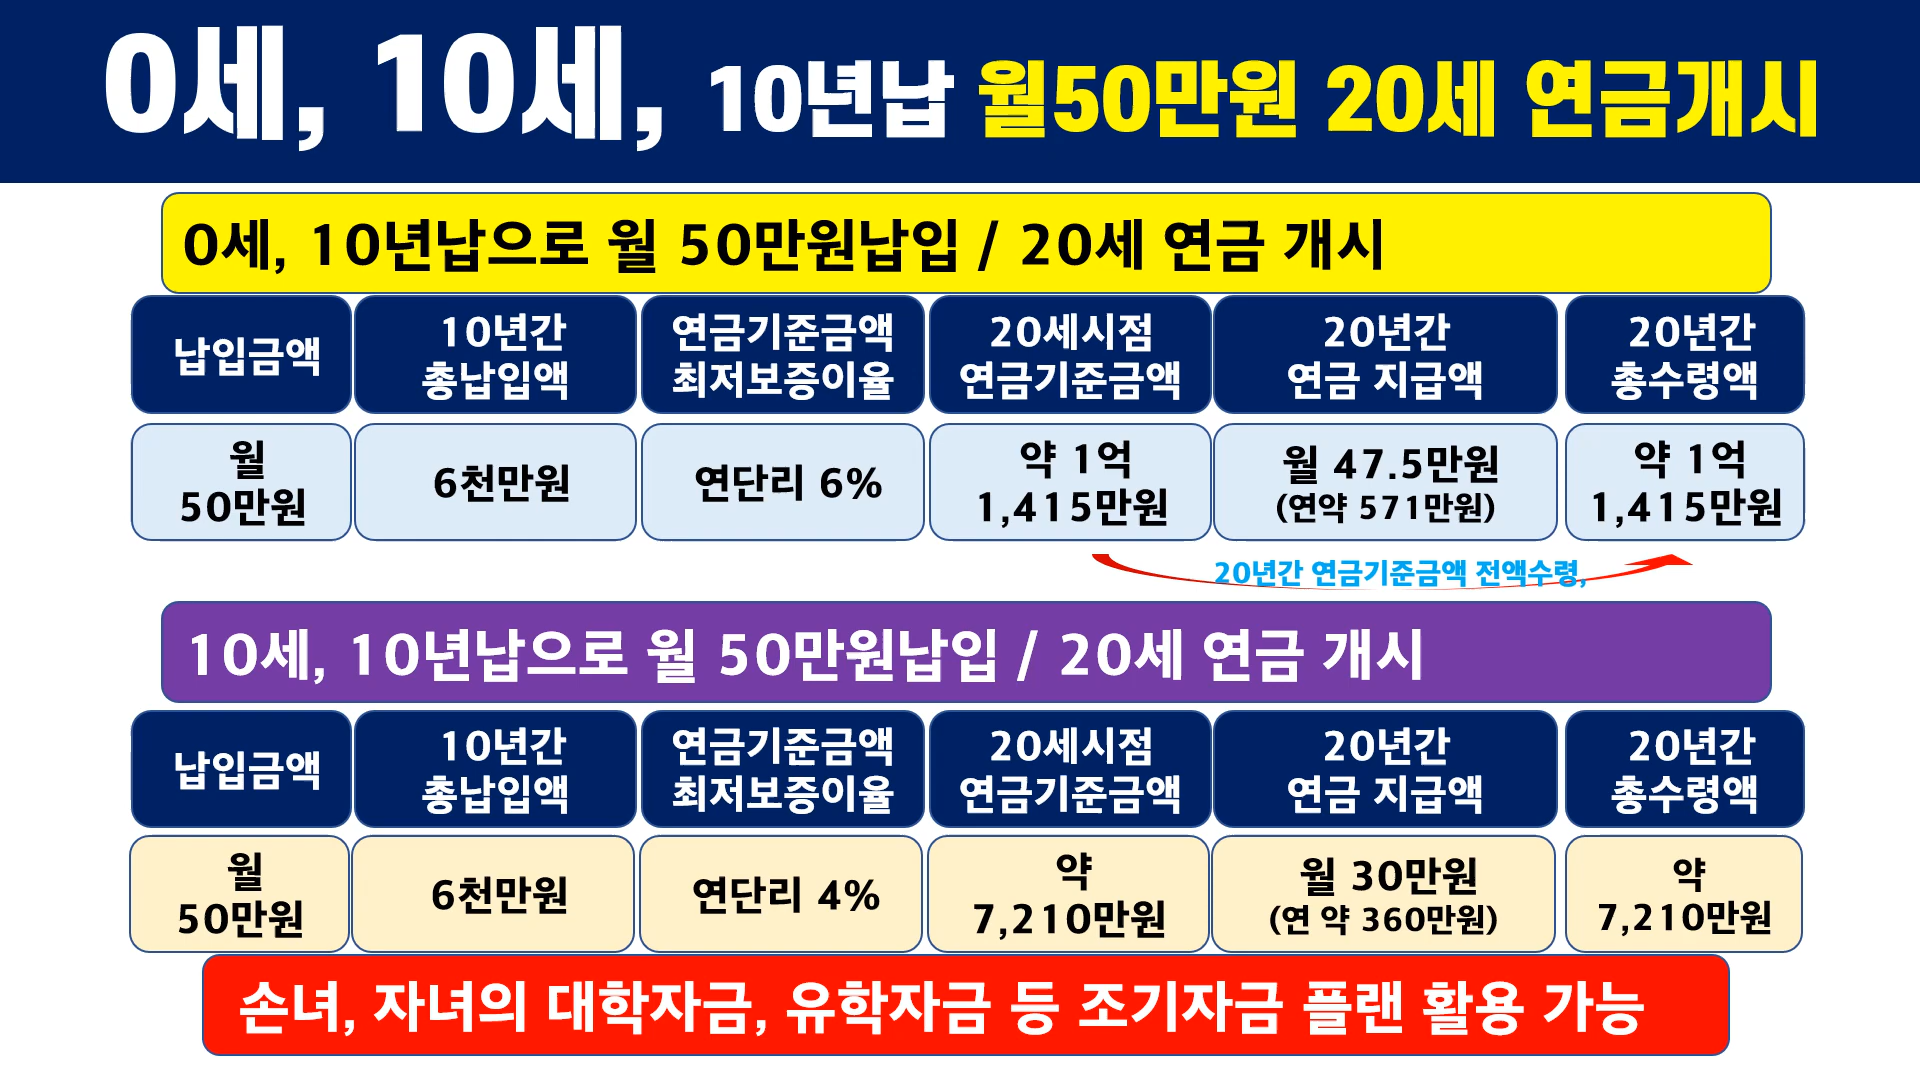 0세, 10세, 10년납 월50만원 20세 연금개시
0세, 10년납으로 월 50만원납입 / 20세 연금 개시
납입금액
10년간
총납입액
연금기준금액
최저보증이율
20세시점
연금기준금액
20년간
연금 지급액
20년간
총수령액
월
50만원
6천만원
연단리 6%
약 1억
1,415만원
월 47.5만원
(연약 571만원)
약 1억
1,415만원
20년간 연금기준금액 전액수령,
10세, 10년납으로 월 50만원납입 / 20세 연금 개시
납입금액
10년간
총납입액
연금기준금액
최저보증이율
20세시점
연금기준금액
20년간
연금 지급액
20년간
총수령액
월
50만원
6천만원
연단리 4%
약
7,210만원
월 30만원
(연 약 360만원)
약
7,210만원
손녀, 자녀의 대학자금, 유학자금 등 조기자금 플랜 활용 가능